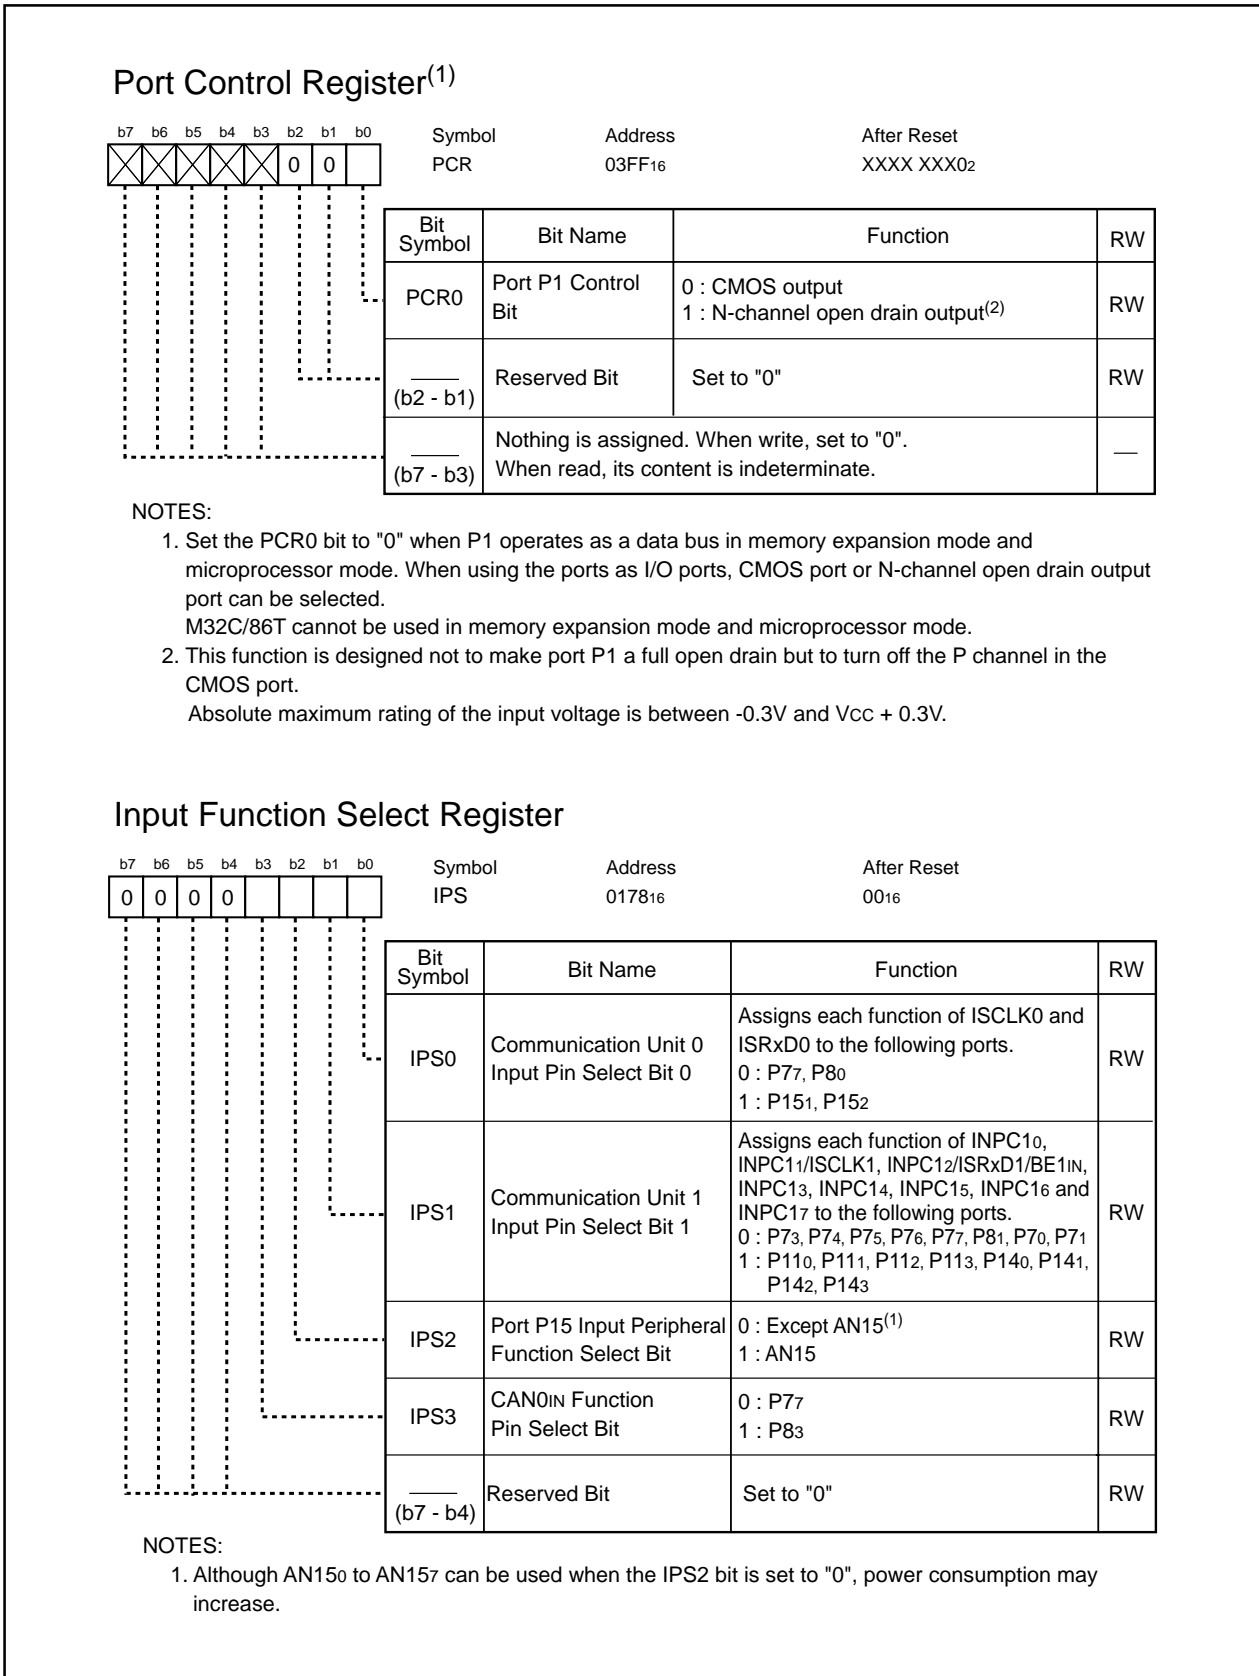 Port Control Register(1)
b7 b6 b5 b4 b3 b2 b1 b0 Symbol Address After Reset
0 0 PCR 03FF16 XXXX XXX02
Bit Symbol Bit Name Function RW
PCR0 Port P1 Control Bit 0 : CMOS output
1 : N-channel open drain output(2) RW
(b2 - b1) Reserved Bit Set to "0" RW
(b7 - b3) Nothing is assigned. When write, set to "0".
When read, its content is indeterminate. —
NOTES:
1. Set the PCR0 bit to "0" when P1 operates as a data bus in memory expansion mode and
microprocessor mode. When using the ports as I/O ports, CMOS port or N-channel open drain output
port can be selected.
M32C/86T cannot be used in memory expansion mode and microprocessor mode.
2. This function is designed not to make port P1 a full open drain but to turn off the P channel in the
CMOS port.
Absolute maximum rating of the input voltage is between -0.3V and VCC + 0.3V.
Input Function Select Register
b7 b6 b5 b4 b3 b2 b1 b0 Symbol Address After Reset
0 0 0 0 IPS 017816 0016
Bit Symbol Bit Name Function RW
IPS0 Communication Unit 0
Input Pin Select Bit 0
Assigns each function of ISCLK0 and
ISRxD0 to the following ports.
0 : P77, P80
1 : P151, P152
RW
IPS1 Communication Unit 1
Input Pin Select Bit 1
Assigns each function of INPC10,
INPC11/ISCLK1, INPC12/ISRxD1/BE1IN,
INPC13, INPC14, INPC15, INPC16 and
INPC17 to the following ports.
0 : P73, P74, P75, P76, P77, P81, P70, P71
1 : P110, P111, P112, P113, P140, P141,
P142, P143
RW
IPS2 Port P15 Input Peripheral
Function Select Bit
0 : Except AN15(1)
1 : AN15
RW
IPS3 CAN0IN Function
Pin Select Bit
0 : P77
1 : P83
RW
(b7 - b4) Reserved Bit Set to "0" RW
NOTES:
1. Although AN150 to AN157 can be used when the IPS2 bit is set to "0", power consumption may
increase.